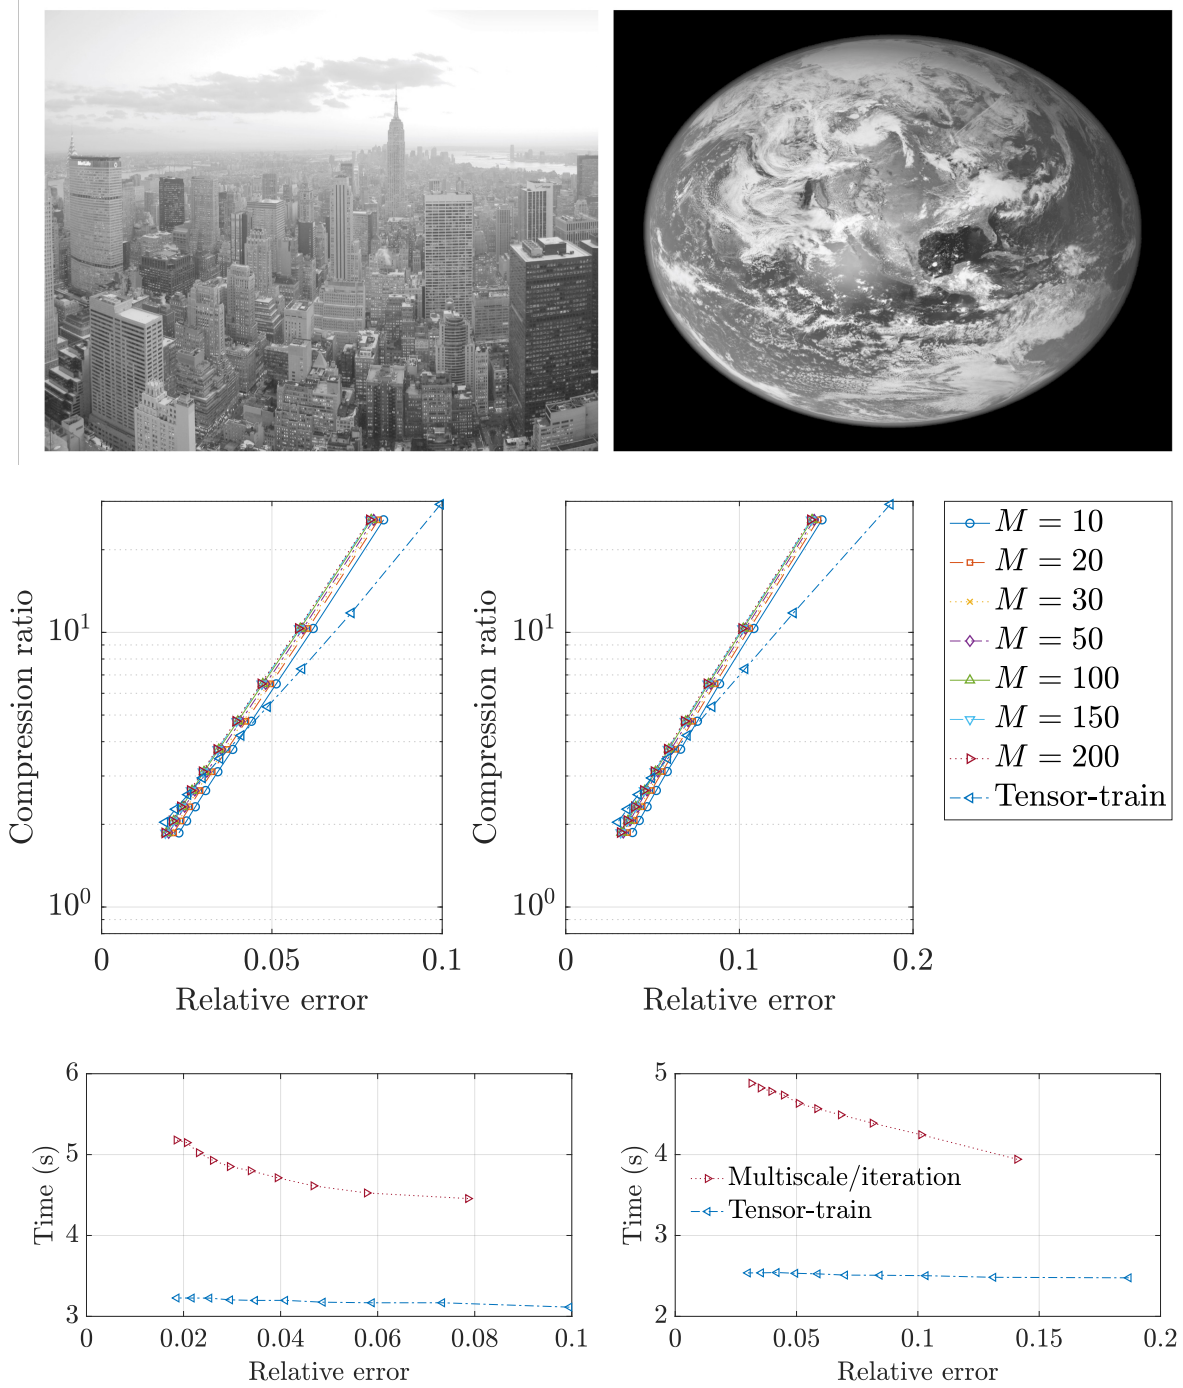 10^1
10^0
Compression ratio
0
0.05
0.1
Relative error
10^1
10^0
Compression ratio
0
0.1
0.2
Relative error
M = 10
M = 20
M = 30
M = 50
M = 100
M = 150
M = 200
Tensor-train
6
5
4
3
Time (s)
0
0.02
0.04
0.06
0.08
0.1
Relative error
5
4
3
2
Time (s)
Multiscale/iteration
Tensor-train
0
0.05
0.1
0.15
0.2
Relative error